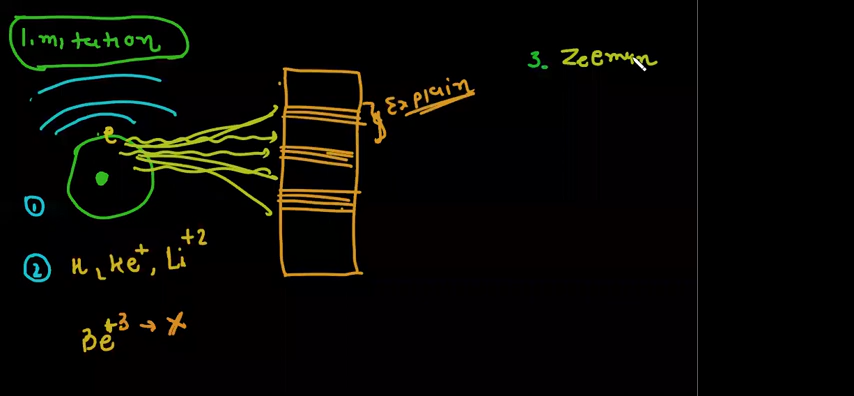 limitation
3. Zeeman
Explain
e
①
② H, He⁺, Li⁺²
Be⁺³ → X